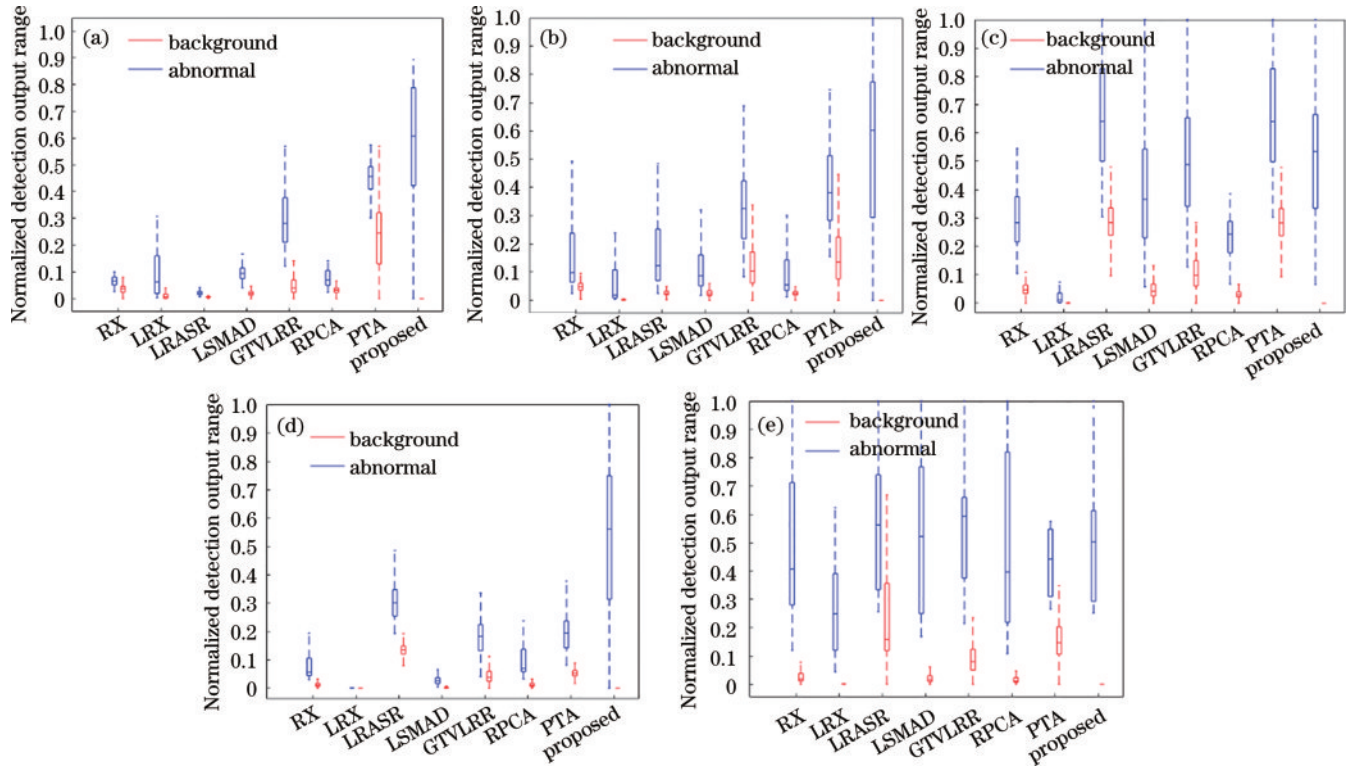 (a)
background
abnormal
Normalized detection output range
1.0
0.9
0.8
0.7
0.6
0.5
0.4
0.3
0.2
0.1
0
RX
LRX
LRASR
LSMAD
GTVLRR
RPCA
PTA
proposed
(b)
background
abnormal
Normalized detection output range
1.0
0.9
0.8
0.7
0.6
0.5
0.4
0.3
0.2
0.1
0
RX
LRX
LRASR
LSMAD
GTVLRR
RPCA
PTA
proposed
(c)
background
abnormal
Normalized detection output range
1.0
0.9
0.8
0.7
0.6
0.5
0.4
0.3
0.2
0.1
0
RX
LRX
LRASR
LSMAD
GTVLRR
RPCA
PTA
proposed
(d)
background
abnormal
Normalized detection output range
1.0
0.9
0.8
0.7
0.6
0.5
0.4
0.3
0.2
0.1
0
RX
LRX
LRASR
LSMAD
GTVLRR
RPCA
PTA
proposed
(e)
background
abnormal
Normalized detection output range
1.0
0.9
0.8
0.7
0.6
0.5
0.4
0.3
0.2
0.1
0
RX
LRX
LRASR
LSMAD
GTVLRR
RPCA
PTA
proposed